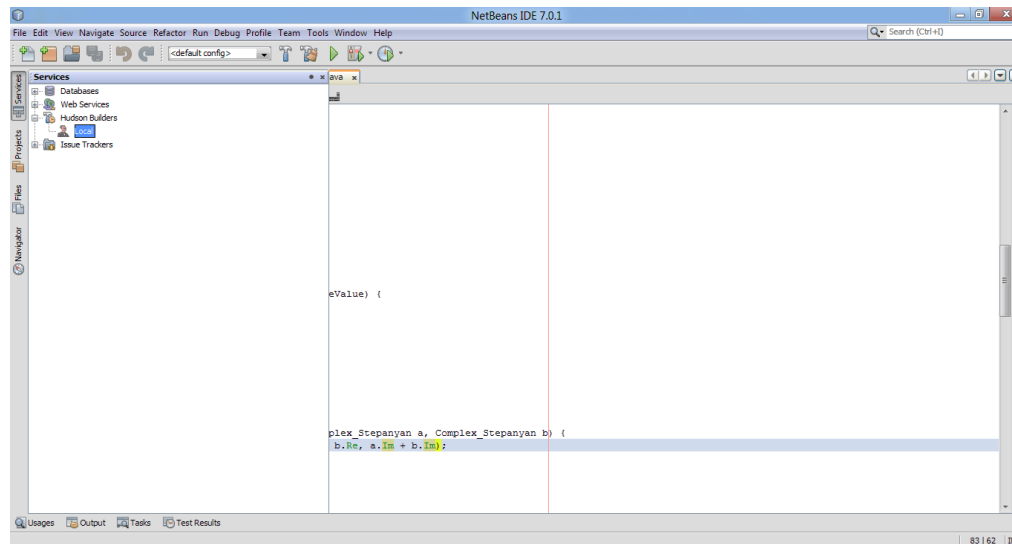 NetBeans IDE 7.0.1
File Edit View Navigate Source Refactor Run Debug Profile Team Tools Window Help
Search (Ctrl+I)
<default config>
Services
ava
Services
Databases
Web Services
Hudson Builders
Local
Issue Trackers
Projects
Files
Navigator
eValue) {
plex_Stepanyan a, Complex_Stepanyan b) {
b.Re, a.Im + b.Im);
Usages Output Tasks Test Results
83 | 62